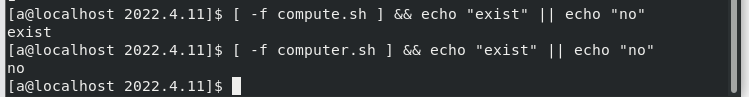 [a@localhost 2022.4.11]$ [ -f compute.sh ] && echo "exist" || echo "no"
exist
[a@localhost 2022.4.11]$ [ -f computer.sh ] && echo "exist" || echo "no"
no
[a@localhost 2022.4.11]$